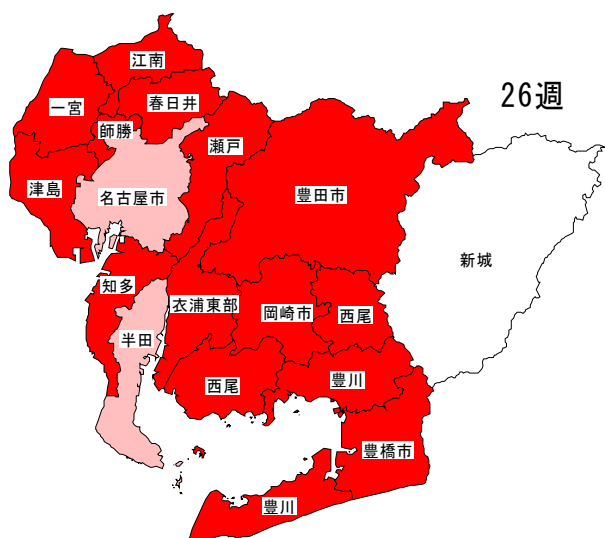 江南
26週
一宮
春日井
師勝
瀬戸
津島
名古屋市
豊田市
新城
知多
衣浦東部
岡崎市
西尾
半田
西尾
豊川
豊橋市
豊川